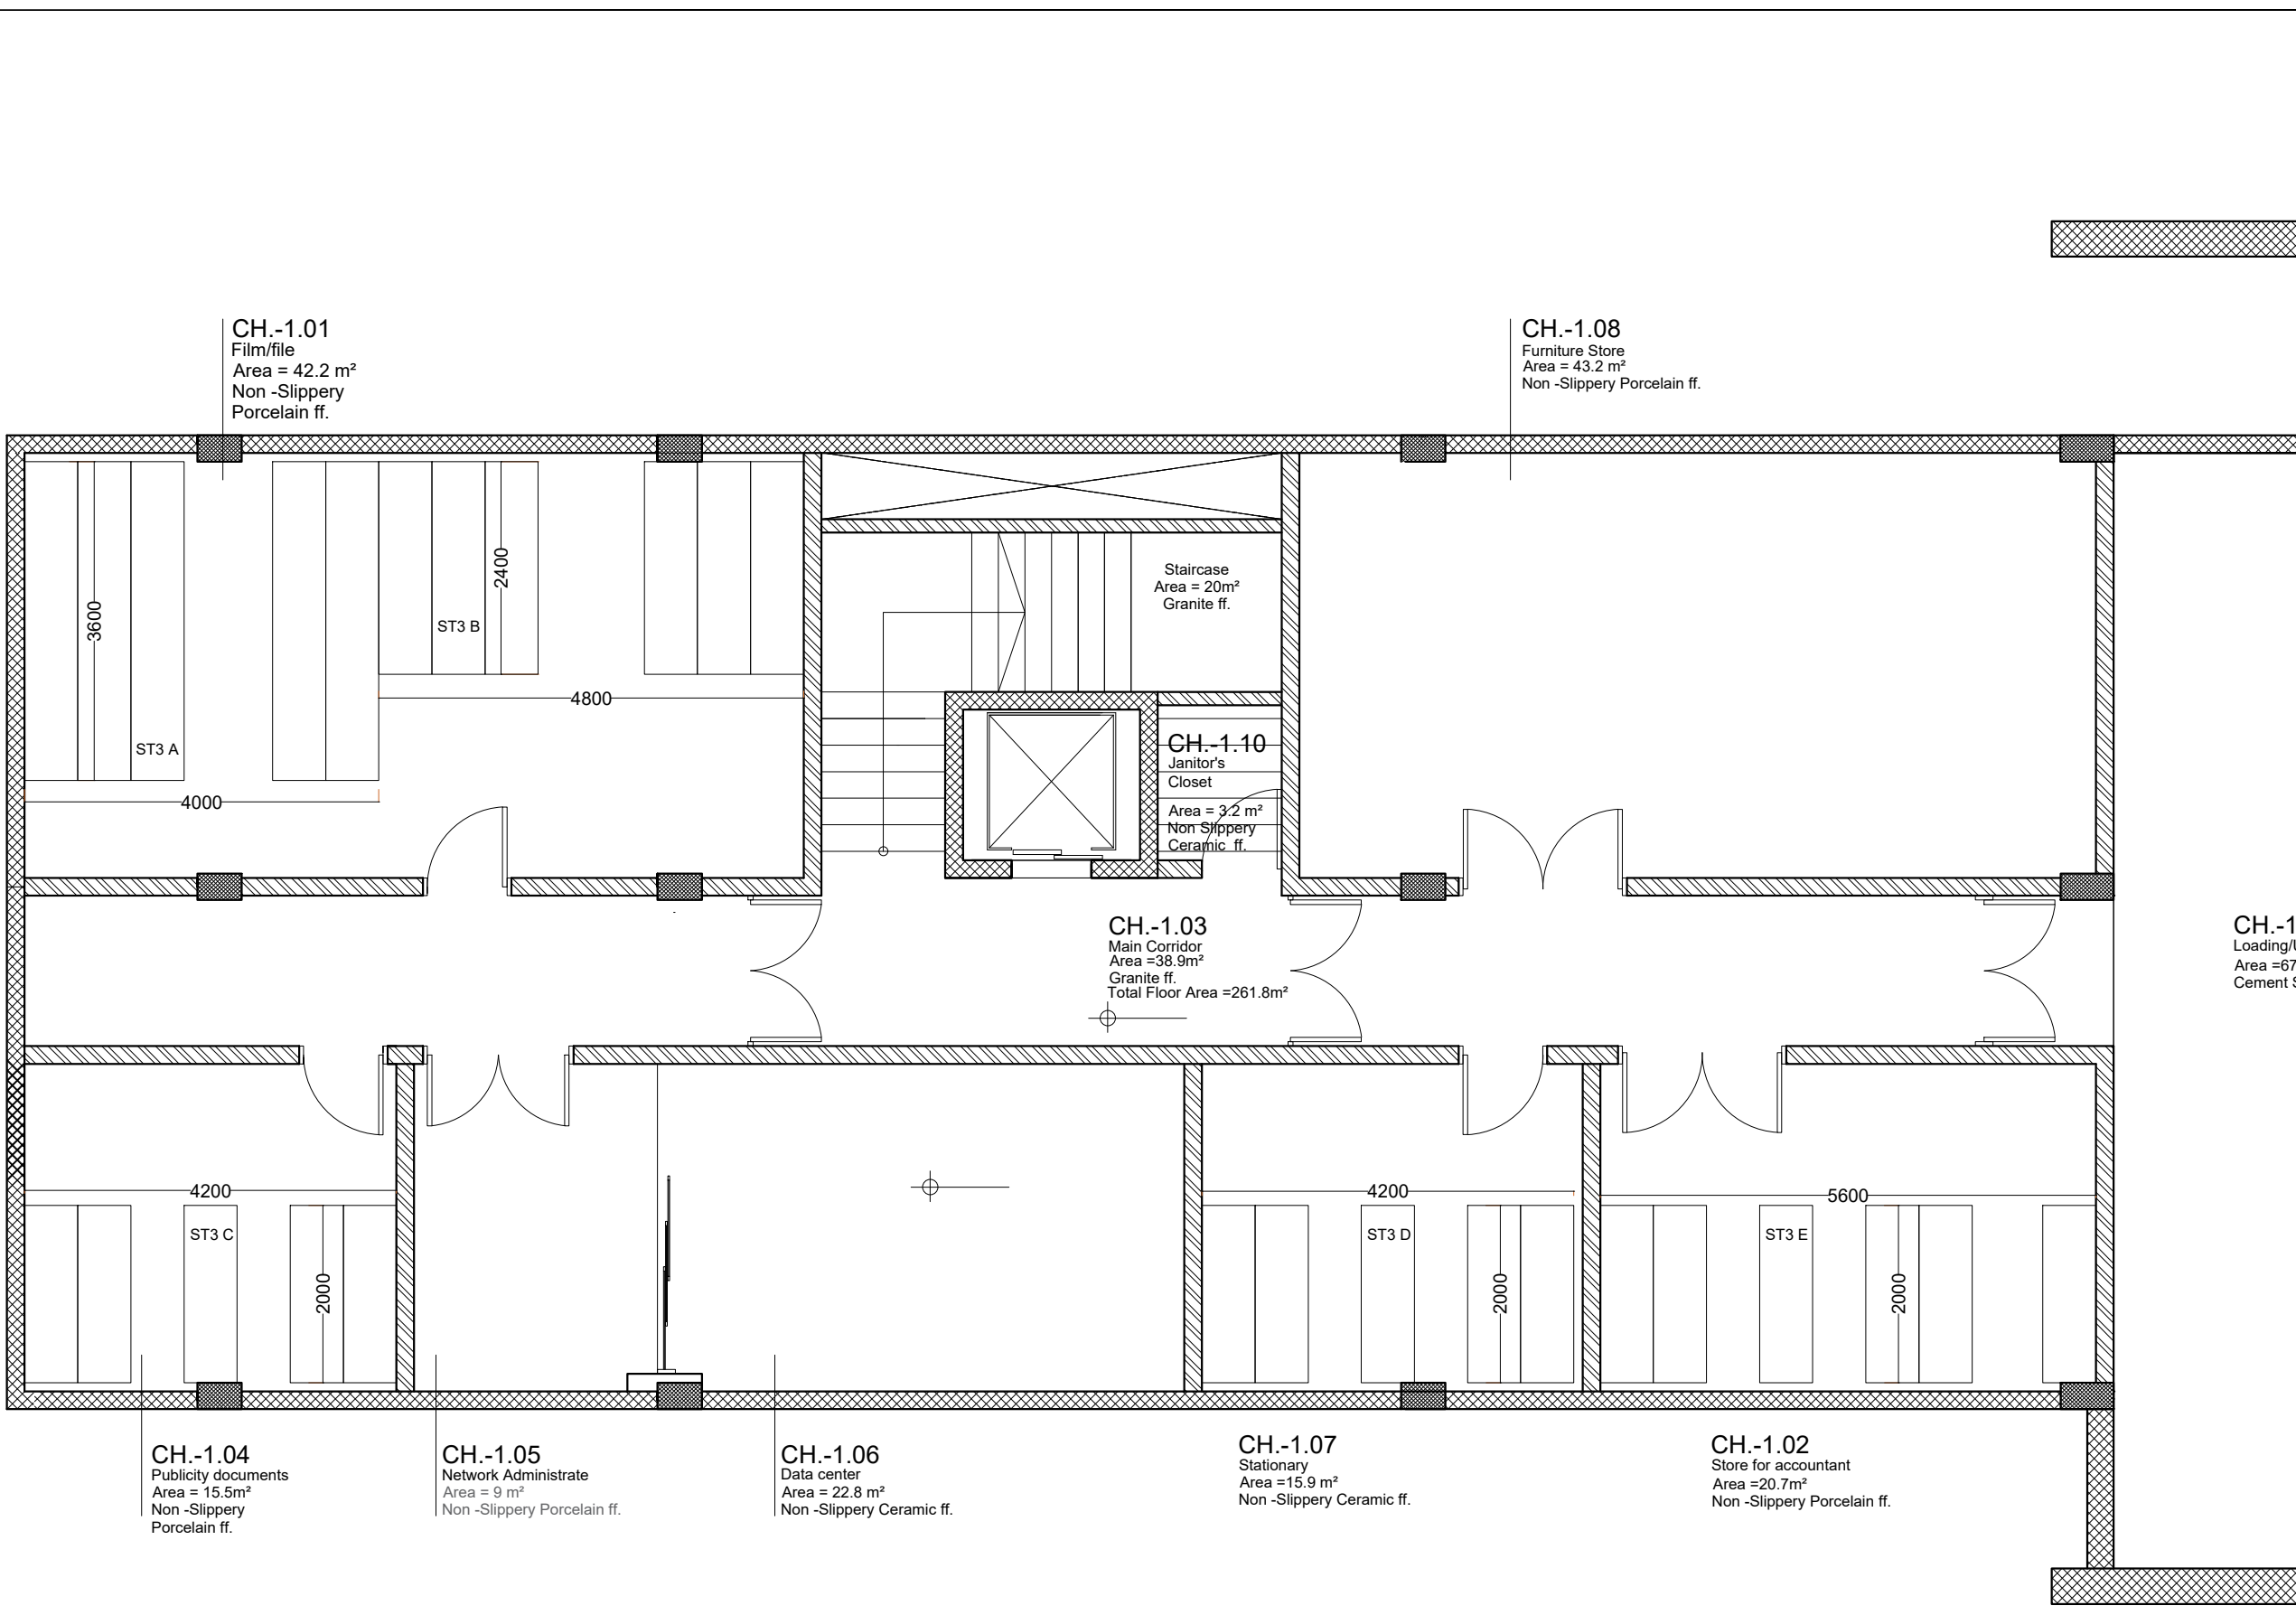 CH.-1.01
Film/file
Area = 42.2 m²
Non -Slippery
Porcelain ff.
CH.-1.08
Furniture Store
Area = 43.2 m²
Non -Slippery Porcelain ff.
3600
2400
ST3 B
4800
ST3 A
4000
Staircase
Area = 20m²
Granite ff.
CH.-1.10
Janitor's
Closet
Area = 3.2 m²
Non Slippery
Ceramic ff.
CH.-1.03
Main Corridor
Area =38.9m²
Granite ff.
Total Floor Area =261.8m²
CH.-1
Loading/U
Area =67
Cement S
4200
ST3 C
2000
4200
ST3 D
2000
5600
ST3 E
2000
CH.-1.04
Publicity documents
Area = 15.5m²
Non -Slippery
Porcelain ff.
CH.-1.05
Network Administrate
Area = 9 m²
Non -Slippery Porcelain ff.
CH.-1.06
Data center
Area = 22.8 m²
Non -Slippery Ceramic ff.
CH.-1.07
Stationary
Area =15.9 m²
Non -Slippery Ceramic ff.
CH.-1.02
Store for accountant
Area =20.7m²
Non -Slippery Porcelain ff.